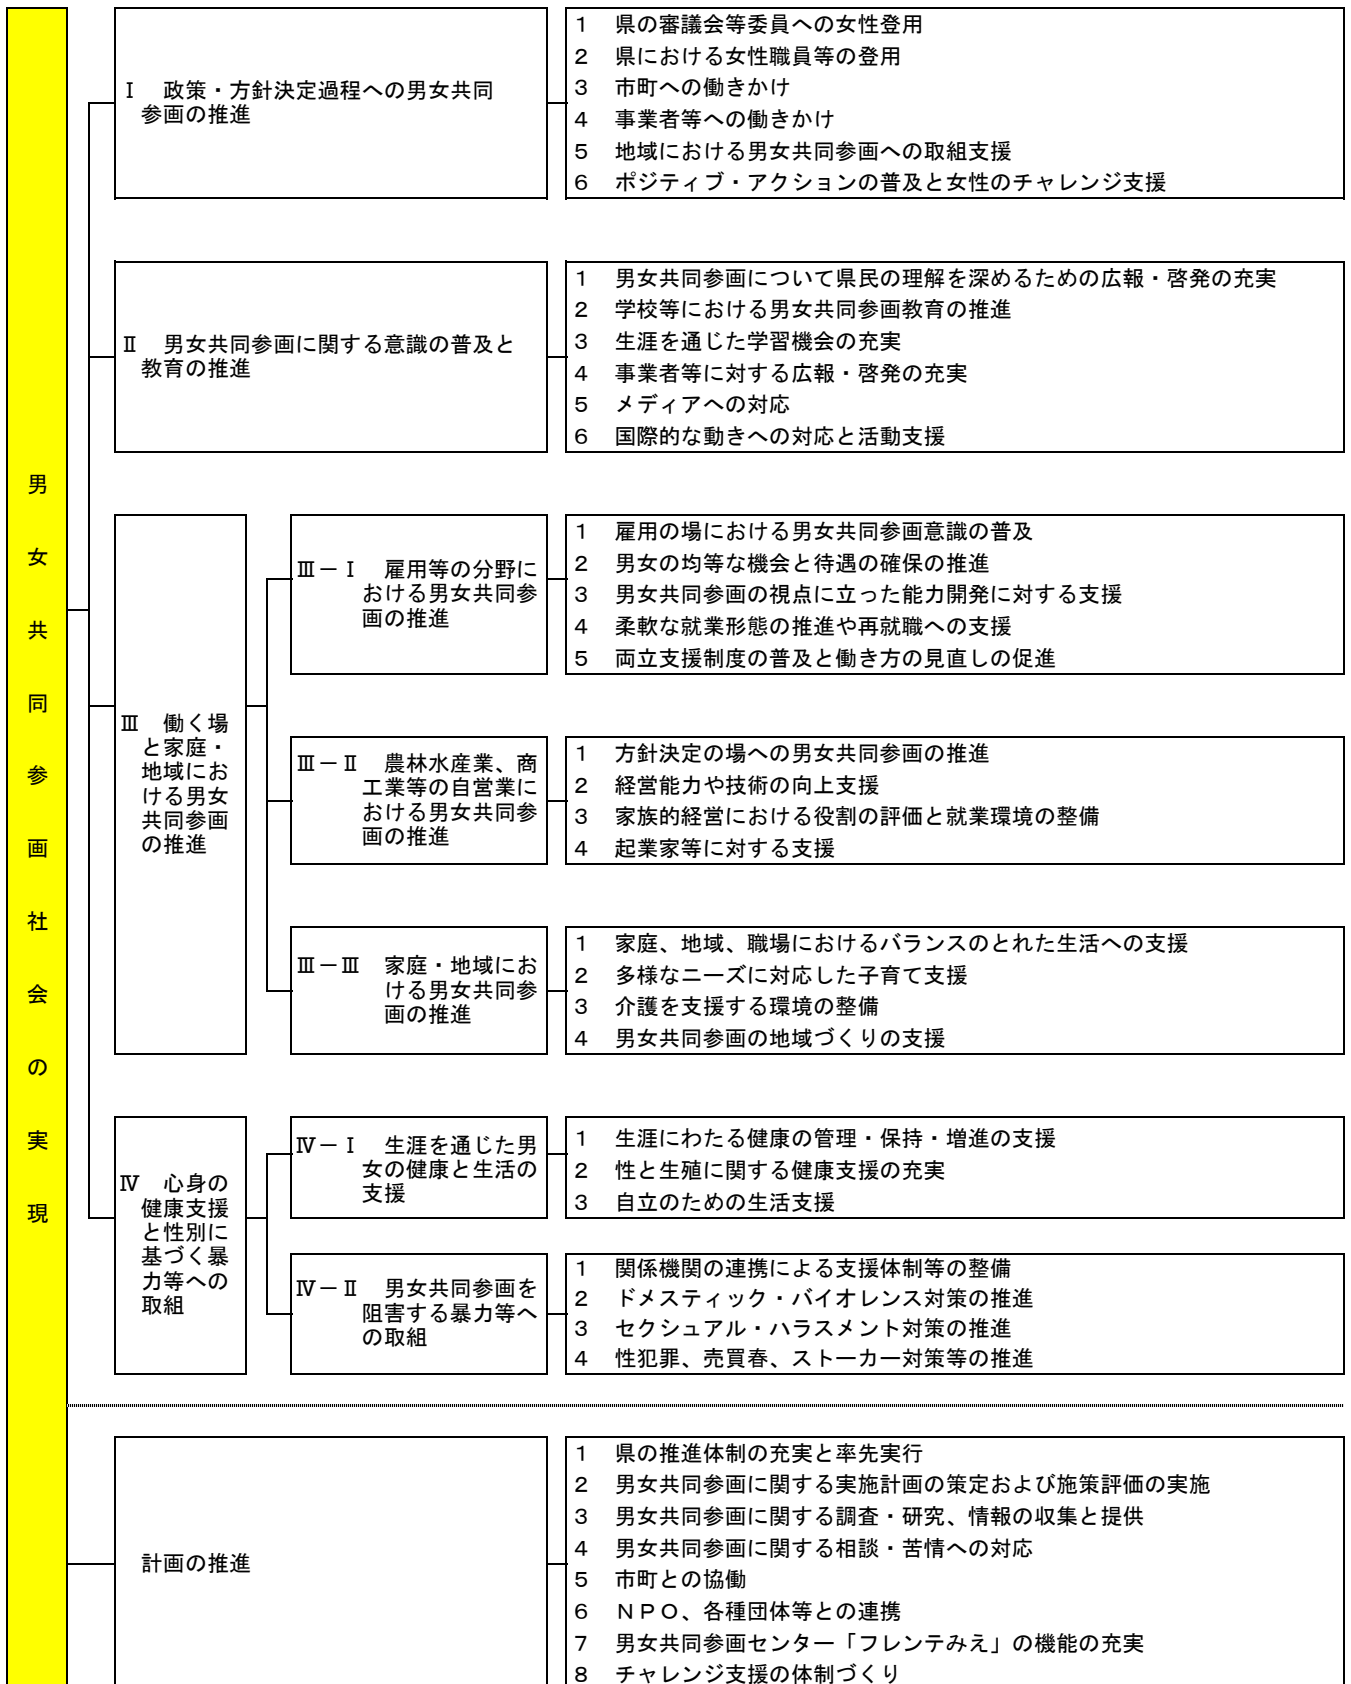 男女共同参画社会の実現
Ⅰ　政策・方針決定過程への男女共同
参画の推進
１　県の審議会等委員への女性登用
２　県における女性職員等の登用
３　市町への働きかけ
４　事業者等への働きかけ
５　地域における男女共同参画への取組支援
６　ポジティブ・アクションの普及と女性のチャレンジ支援
Ⅱ　男女共同参画に関する意識の普及と
教育の推進
１　男女共同参画について県民の理解を深めるための広報・啓発の充実
２　学校等における男女共同参画教育の推進
３　生涯を通じた学習機会の充実
４　事業者等に対する広報・啓発の充実
５　メディアへの対応
６　国際的な動きへの対応と活動支援
Ⅲ　働く場
と家庭・
地域にお
ける男女
共同参画
の推進
Ⅲ－Ⅰ　雇用等の分野に
おける男女共同参
画の推進
１　雇用の場における男女共同参画意識の普及
２　男女の均等な機会と待遇の確保の推進
３　男女共同参画の視点に立った能力開発に対する支援
４　柔軟な就業形態の推進や再就職への支援
５　両立支援制度の普及と働き方の見直しの促進
Ⅲ－Ⅱ　農林水産業、商
工業等の自営業に
おける男女共同参
画の推進
１　方針決定の場への男女共同参画の推進
２　経営能力や技術の向上支援
３　家族的経営における役割の評価と就業環境の整備
４　起業家等に対する支援
Ⅲ－Ⅲ　家庭・地域にお
ける男女共同参
画の推進
１　家庭、地域、職場におけるバランスのとれた生活への支援
２　多様なニーズに対応した子育て支援
３　介護を支援する環境の整備
４　男女共同参画の地域づくりの支援
Ⅳ　心身の
健康支援
と性別に
基づく暴
力等への
取組
Ⅳ－Ⅰ　生涯を通じた男
女の健康と生活の
支援
１　生涯にわたる健康の管理・保持・増進の支援
２　性と生殖に関する健康支援の充実
３　自立のための生活支援
Ⅳ－Ⅱ　男女共同参画を
阻害する暴力等へ
の取組
１　関係機関の連携による支援体制等の整備
２　ドメスティック・バイオレンス対策の推進
３　セクシュアル・ハラスメント対策の推進
４　性犯罪、売買春、ストーカー対策等の推進
計画の推進
１　県の推進体制の充実と率先実行
２　男女共同参画に関する実施計画の策定および施策評価の実施
３　男女共同参画に関する調査・研究、情報の収集と提供
４　男女共同参画に関する相談・苦情への対応
５　市町との協働
６　ＮＰＯ、各種団体等との連携
７　男女共同参画センター「フレンテみえ」の機能の充実
８　チャレンジ支援の体制づくり